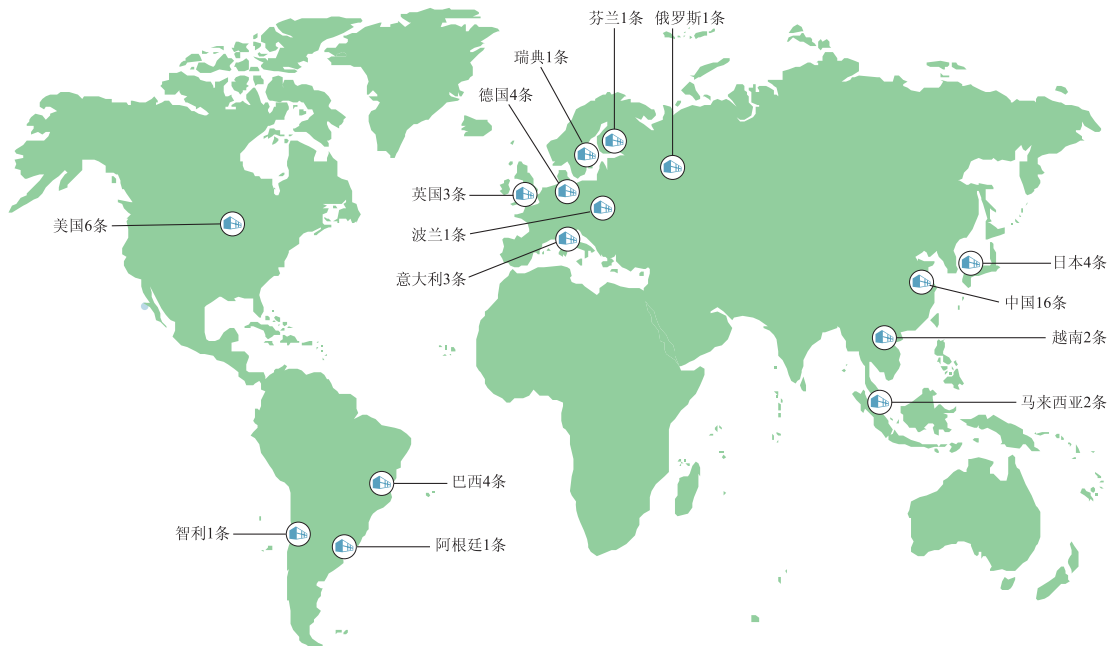 芬兰1条
俄罗斯1条
瑞典1条
德国4条
英国3条
美国6条
波兰1条
意大利3条
日本4条
中国16条
越南2条
马来西亚2条
巴西4条
智利1条
阿根廷1条